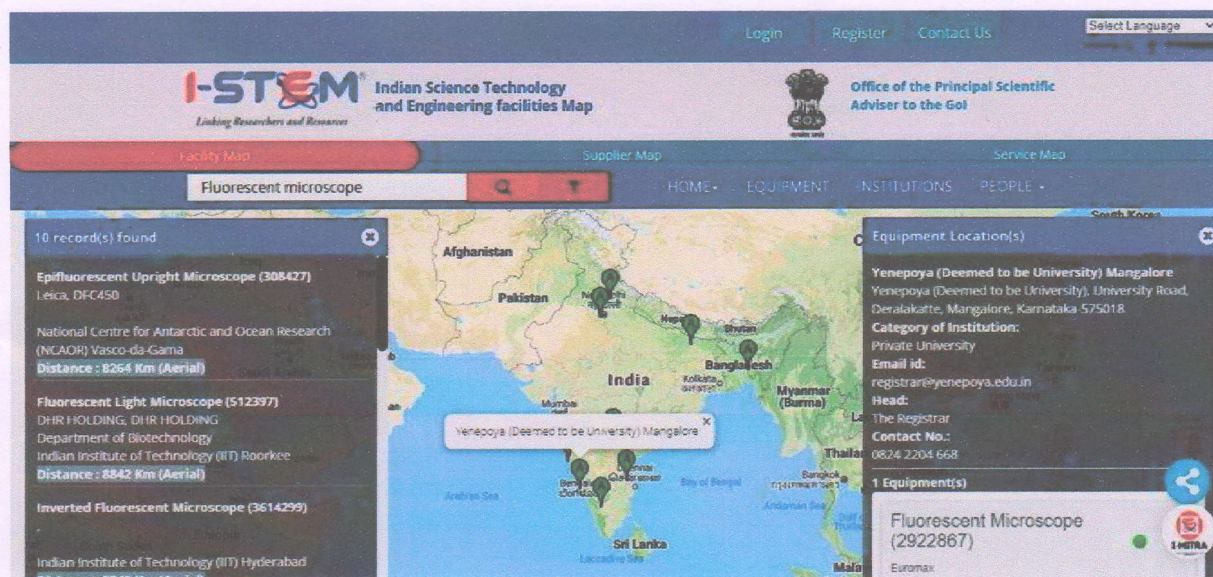 Login Register Contact Us Select Language
I-STEM® Indian Science Technology
and Engineering facilities Map
Linking Researchers and Resources
Office of the Principal Scientific
Adviser to the GoI
Facility Map Supplier Map Service Map
Fluorescent microscope
HOME EQUIPMENT INSTITUTIONS PEOPLE
10 record(s) found
Epifluorescent Upright Microscope (308427)
Leica, DFC450
National Centre for Antarctic and Ocean Research
(NCAOR) Vasco-da-Gama
Distance : 8264 Km (Aerial)
Fluorescent Light Microscope (512397)
DHR HOLDING, DHR HOLDING
Department of Biotechnology
Indian Institute of Technology (IIT) Roorkee
Distance : 8842 Km (Aerial)
Inverted Fluorescent Microscope (3614299)
Indian Institute of Technology (IIT) Hyderabad
South Korea
Afghanistan
Pakistan
Nepal
Bhutan
Bangladesh
India
Kolkata
Myanmar
(Burma)
Mumbai
Yenepoya (Deemed to be University) Mangalore
Chennai
Bangkok
Arabian Sea
Bay of Bengal
Andaman Sea
Sri Lanka
Laccadive Sea
Equipment Location(s)
Yenepoya (Deemed to be University) Mangalore
Yenepoya (Deemed to be University), University Road,
Deralakatte, Mangalore, Karnataka-575018
Category of Institution:
Private University
Email id:
registrar@yenepoya.edu.in
Head:
The Registrar
Contact No.:
0824 2204 668
1 Equipment(s)
Fluorescent Microscope
(2922867)
Euromax
I-MITRA